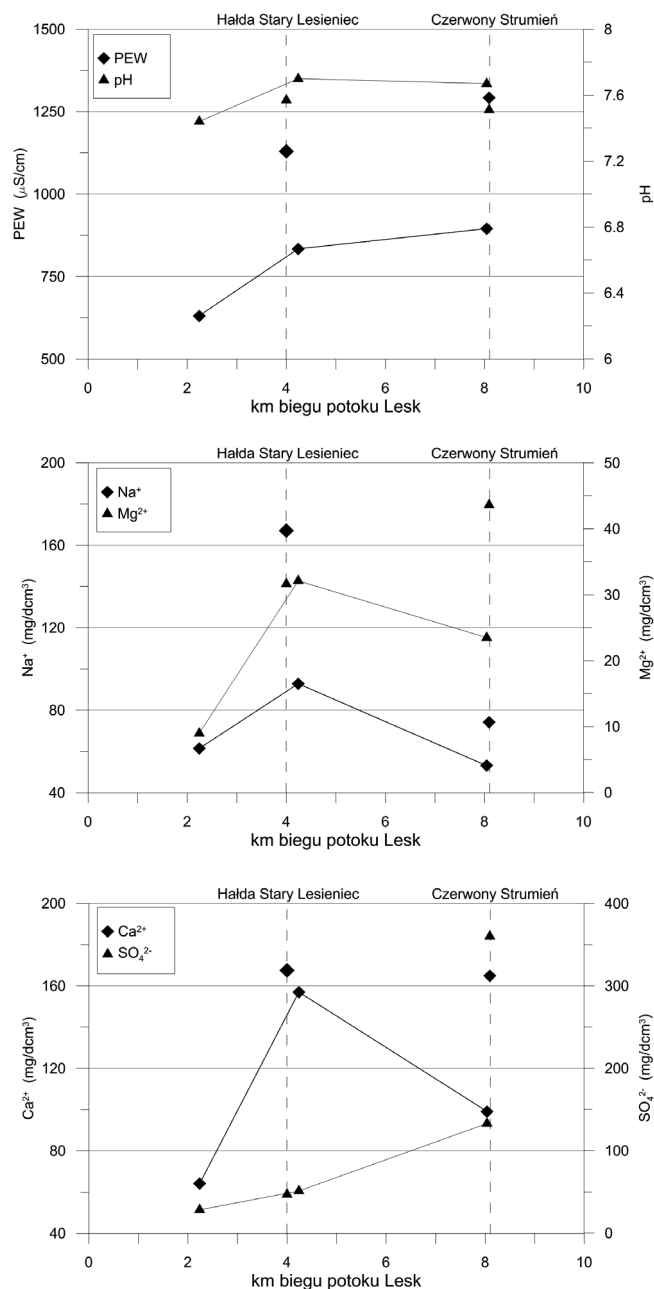 Hałda Stary Lesieniec Czerwony Strumień
1500 8
PEW
pH
1250 7.6
1000 7.2
PEW (μS/cm)
pH
750 6.8
6.4
500 6
0 2 4 6 8 10
km biegu potoku Lesk
Hałda Stary Lesieniec Czerwony Strumień
200 50
Na⁺
Mg²⁺
160 40
120 30
Na⁺ (mg/dcm³)
Mg²⁺ (mg/dcm³)
80 20
10
40 0
0 2 4 6 8 10
km biegu potoku Lesk
Hałda Stary Lesieniec Czerwony Strumień
200 400
Ca²⁺
SO₄²⁻
160 300
120 200
Ca²⁺ (mg/dcm³)
SO₄²⁻ (mg/dcm³)
80 100
40 0
0 2 4 6 8 10
km biegu potoku Lesk